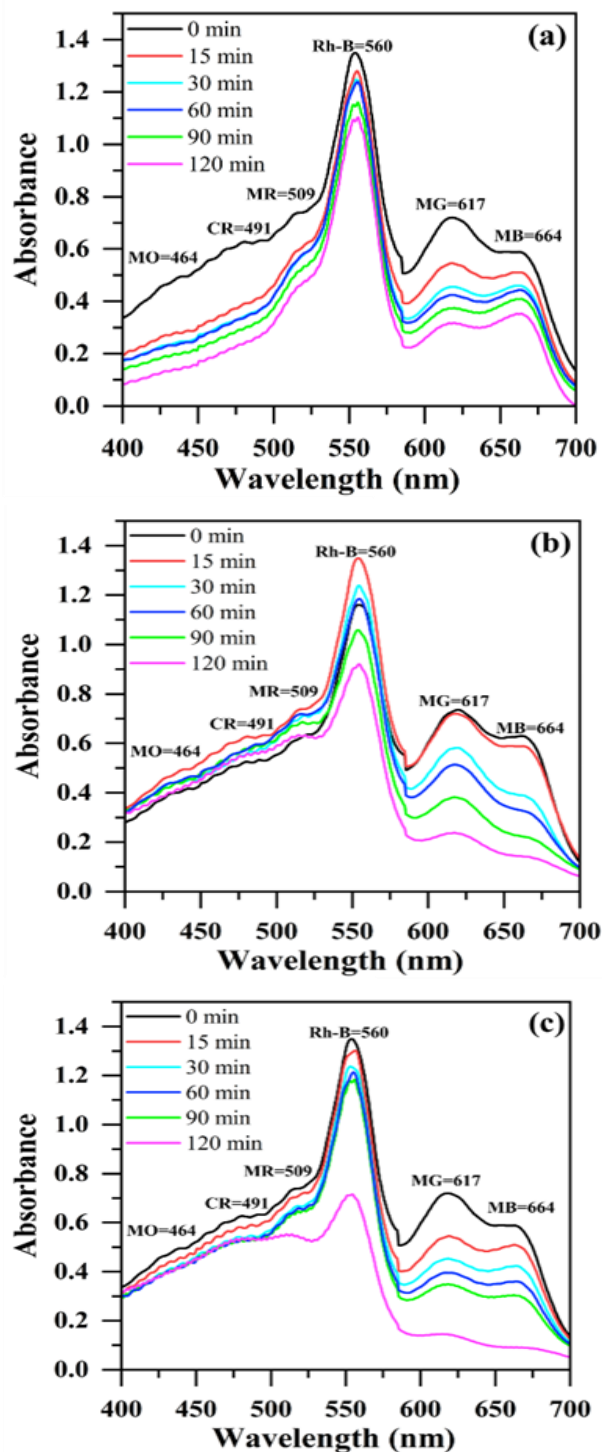 0 min
15 min
30 min
60 min
90 min
120 min
(a)
Rh-B=560
MR=509
CR=491
MO=464
MG=617
MB=664
Absorbance
1.4
1.2
1.0
0.8
0.6
0.4
0.2
0.0
400 450 500 550 600 650 700
Wavelength (nm)
0 min
15 min
30 min
60 min
90 min
120 min
(b)
Rh-B=560
MR=509
CR=491
MO=464
MG=617
MB=664
Absorbance
1.4
1.2
1.0
0.8
0.6
0.4
0.2
0.0
400 450 500 550 600 650 700
Wavelength (nm)
0 min
15 min
30 min
60 min
90 min
120 min
(c)
Rh-B=560
MR=509
CR=491
MO=464
MG=617
MB=664
Absorbance
1.4
1.2
1.0
0.8
0.6
0.4
0.2
0.0
400 450 500 550 600 650 700
Wavelength (nm)